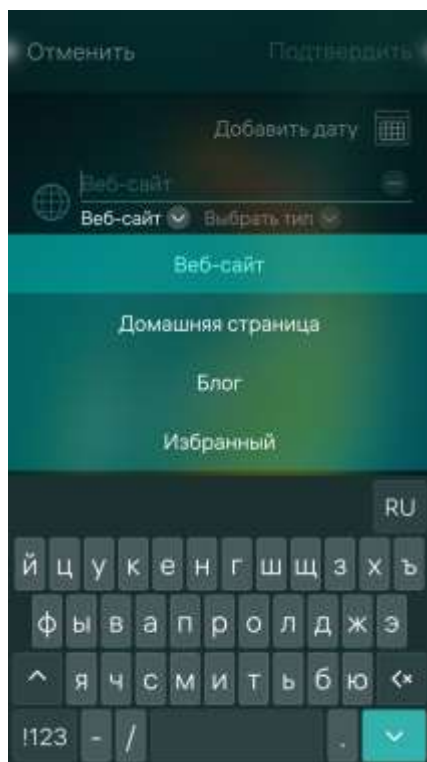 Отменить Подтвердить
Добавить дату
Веб-сайт
Веб-сайт Выбрать тип
Веб-сайт
Домашняя страница
Блог
Избранный
RU
й ц у к е н г ш щ з х ъ
ф ы в а п р о л д ж э
я ч с м и т ь б ю
!123 - / .